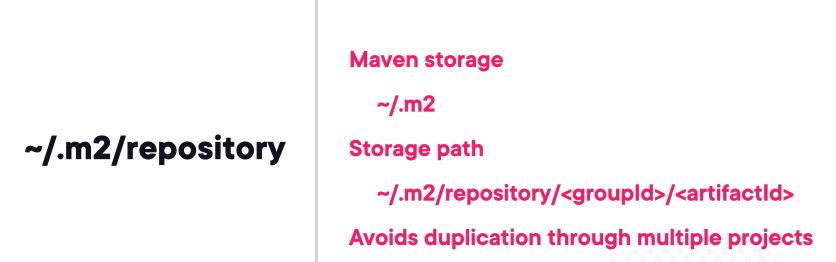 ~/.m2/repository
Maven storage
~/.m2
Storage path
~/.m2/repository/<groupId>/<artifactId>
Avoids duplication through multiple projects